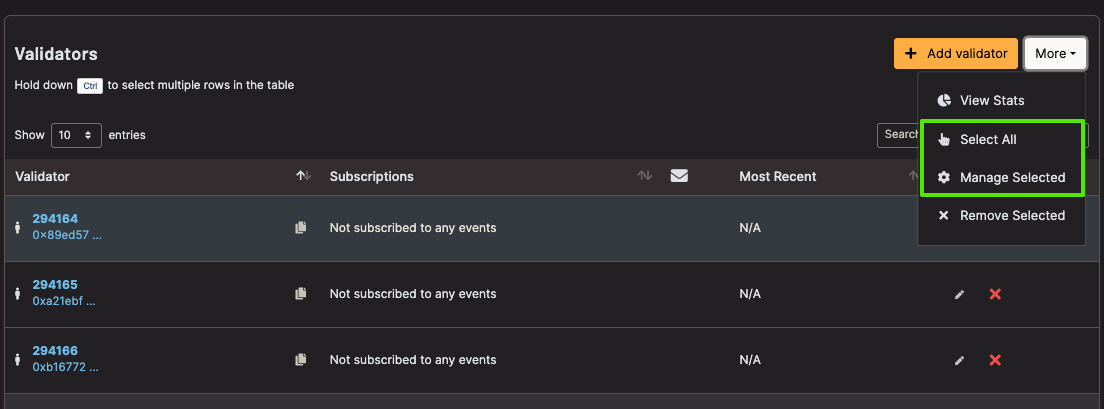 Validators
Add validator
More
Hold down Ctrl to select multiple rows in the table
View Stats
Show 10 entries
Search
Select All
Manage Selected
Remove Selected
Validator Subscriptions Most Recent
294164
0x89ed57 ...
Not subscribed to any events N/A
294165
0xa21ebf ...
Not subscribed to any events N/A
294166
0xb16772 ...
Not subscribed to any events N/A